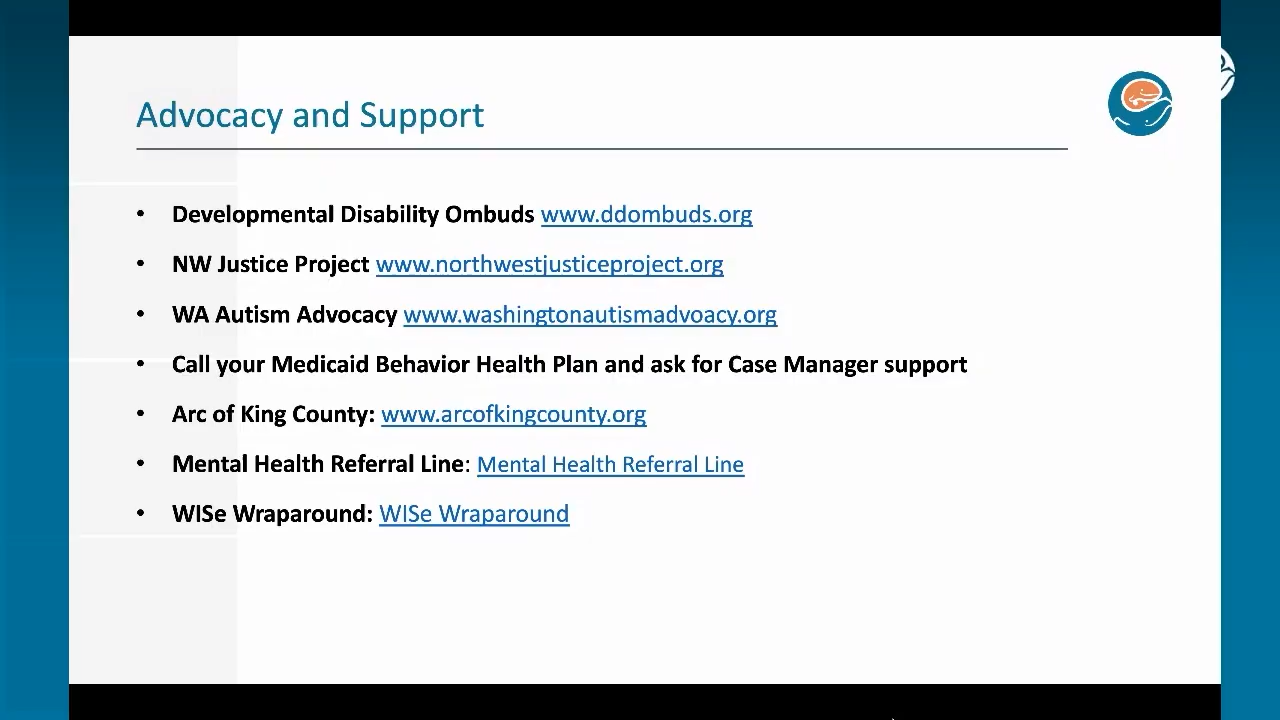 Advocacy and Support
• Developmental Disability Ombuds www.ddombuds.org
• NW Justice Project www.northwestjusticeproject.org
• WA Autism Advocacy www.washingtonautismadvoacy.org
• Call your Medicaid Behavior Health Plan and ask for Case Manager support
• Arc of King County: www.arcofkingcounty.org
• Mental Health Referral Line: Mental Health Referral Line
• WISe Wraparound: WISe Wraparound